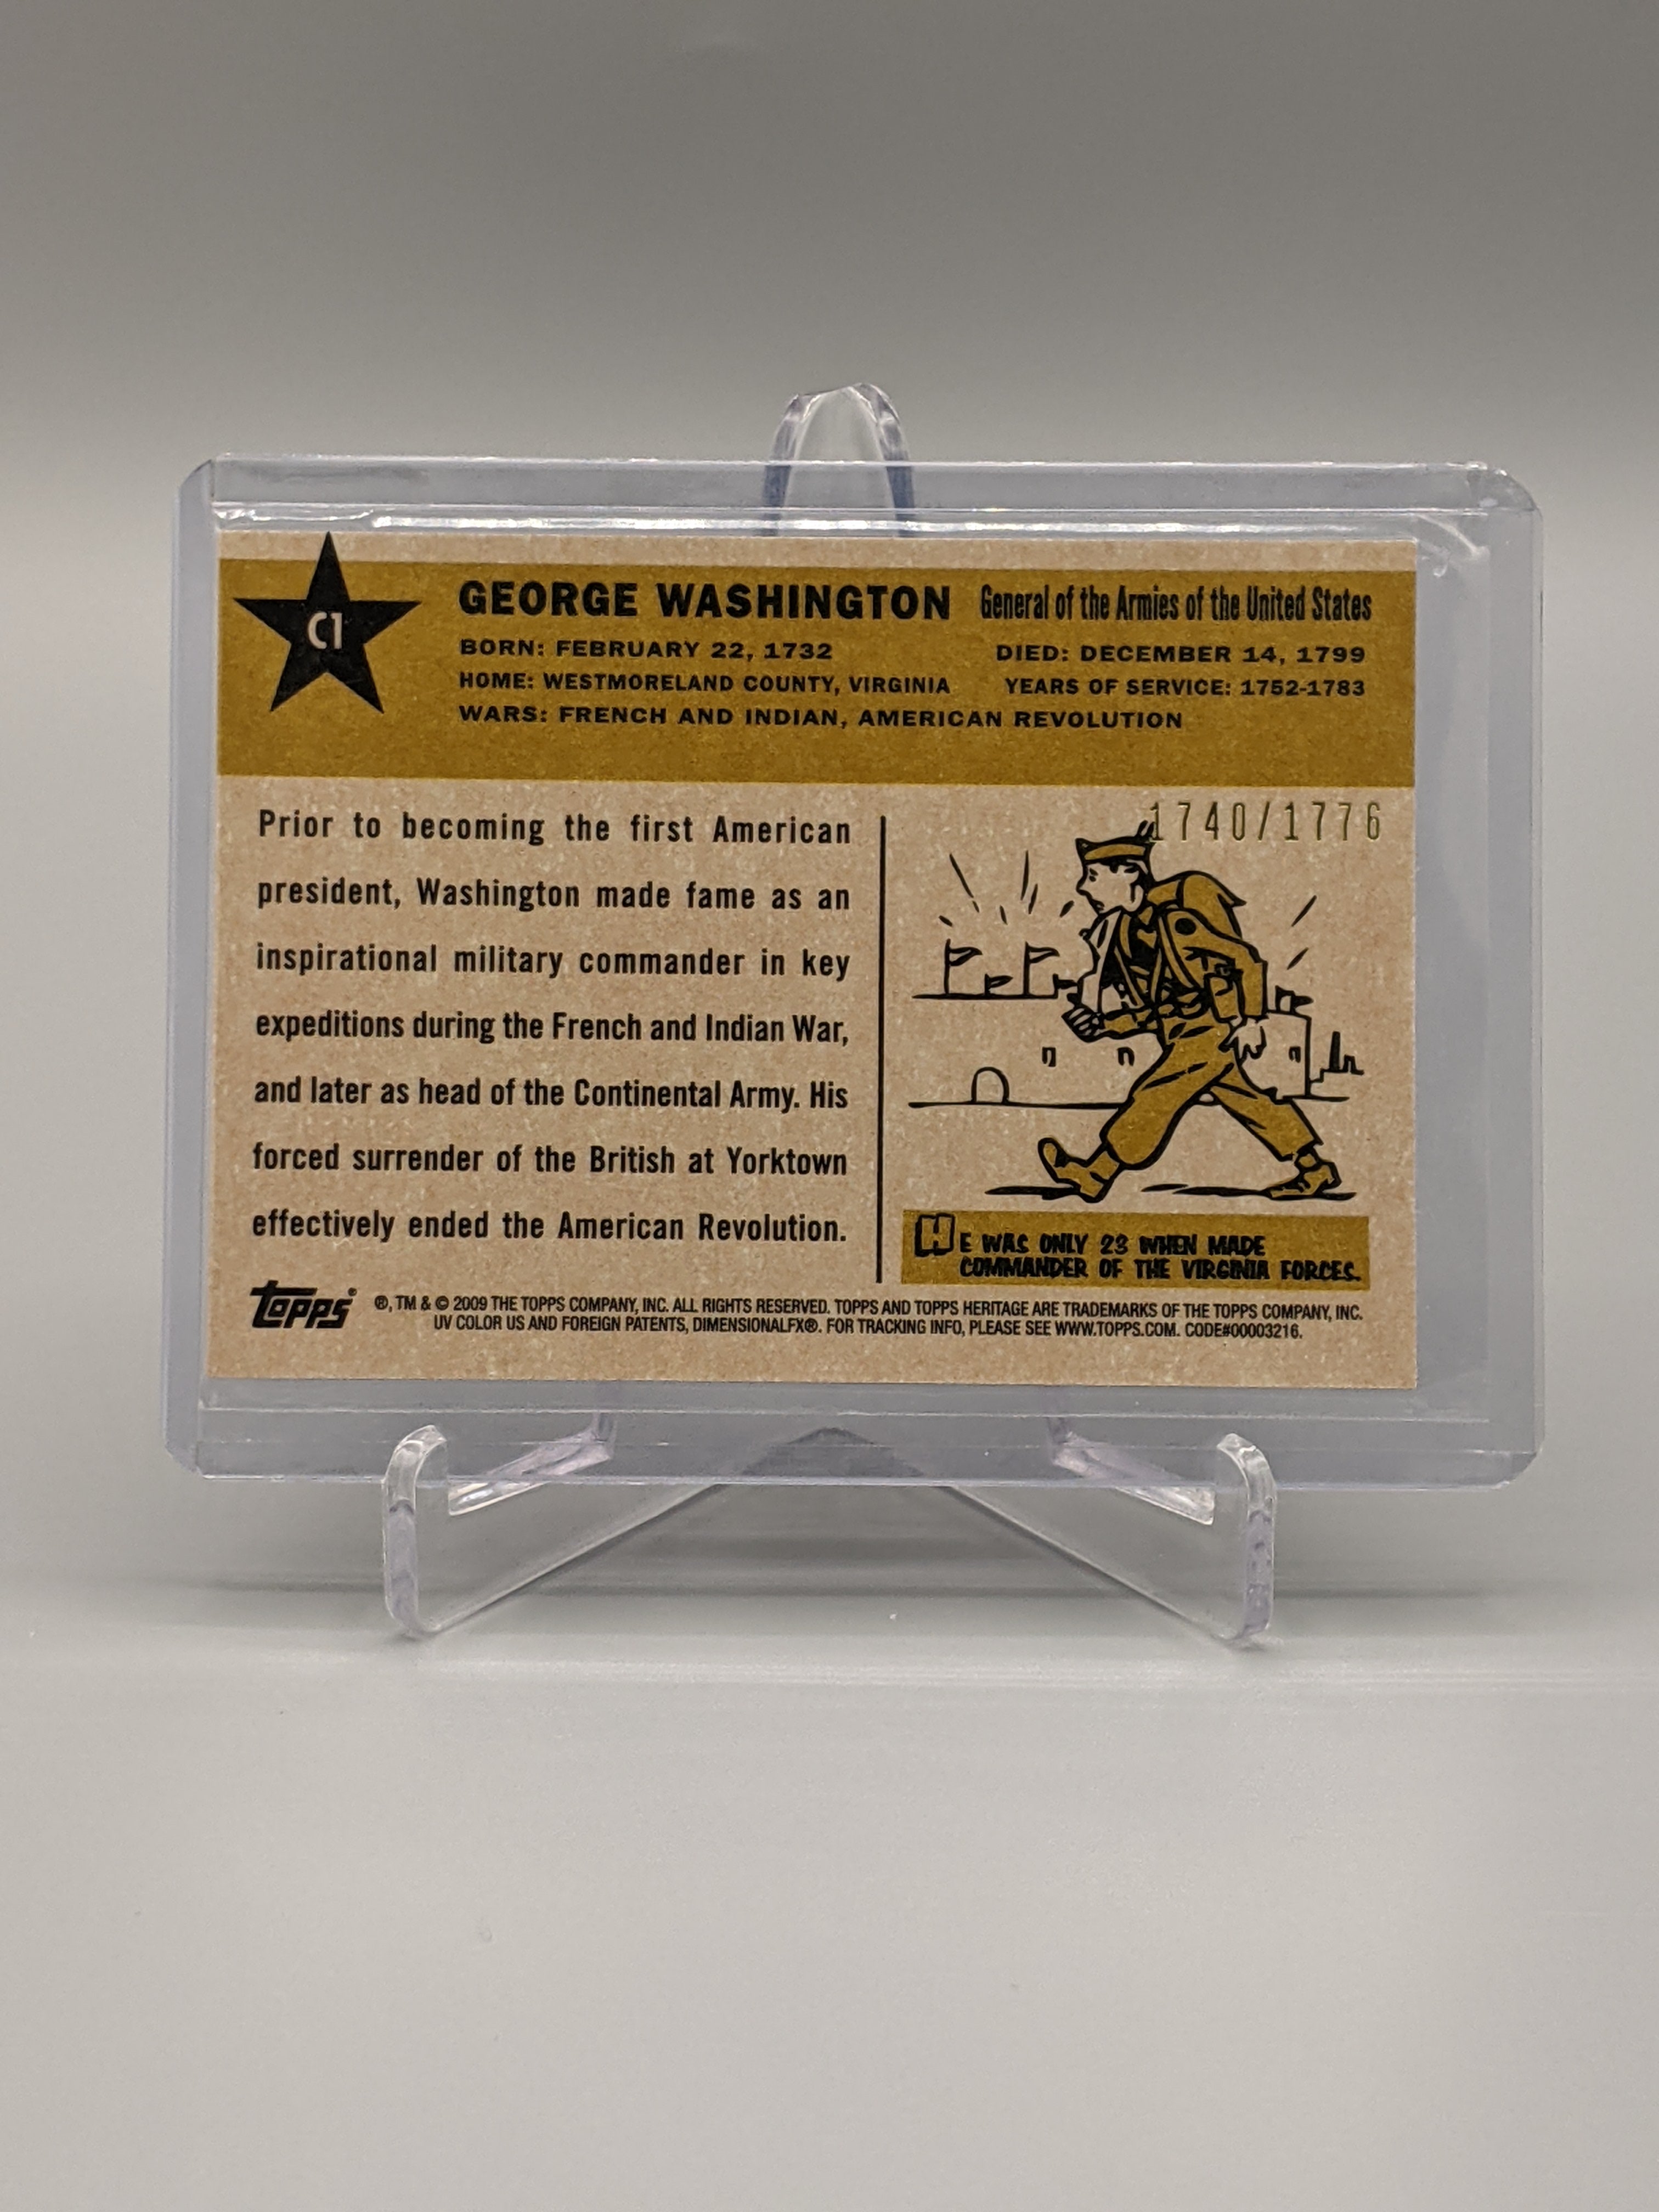 C1
GEORGE WASHINGTON General of the Armies of the United States
BORN: FEBRUARY 22, 1732 DIED: DECEMBER 14, 1799
HOME: WESTMORELAND COUNTY, VIRGINIA YEARS OF SERVICE: 1752-1783
WARS: FRENCH AND INDIAN, AMERICAN REVOLUTION
Prior to becoming the first American
president, Washington made fame as an
inspirational military commander in key
expeditions during the French and Indian War,
and later as head of the Continental Army. His
forced surrender of the British at Yorktown
effectively ended the American Revolution.
1740/1776
HE WAS ONLY 23 WHEN MADE
COMMANDER OF THE VIRGINIA FORCES.
topps® ®, TM & © 2009 THE TOPPS COMPANY, INC. ALL RIGHTS RESERVED. TOPPS AND TOPPS HERITAGE ARE TRADEMARKS OF THE TOPPS COMPANY, INC.
UV COLOR US AND FOREIGN PATENTS, DIMENSIONALFX®. FOR TRACKING INFO, PLEASE SEE WWW.TOPPS.COM. CODE#00003216.